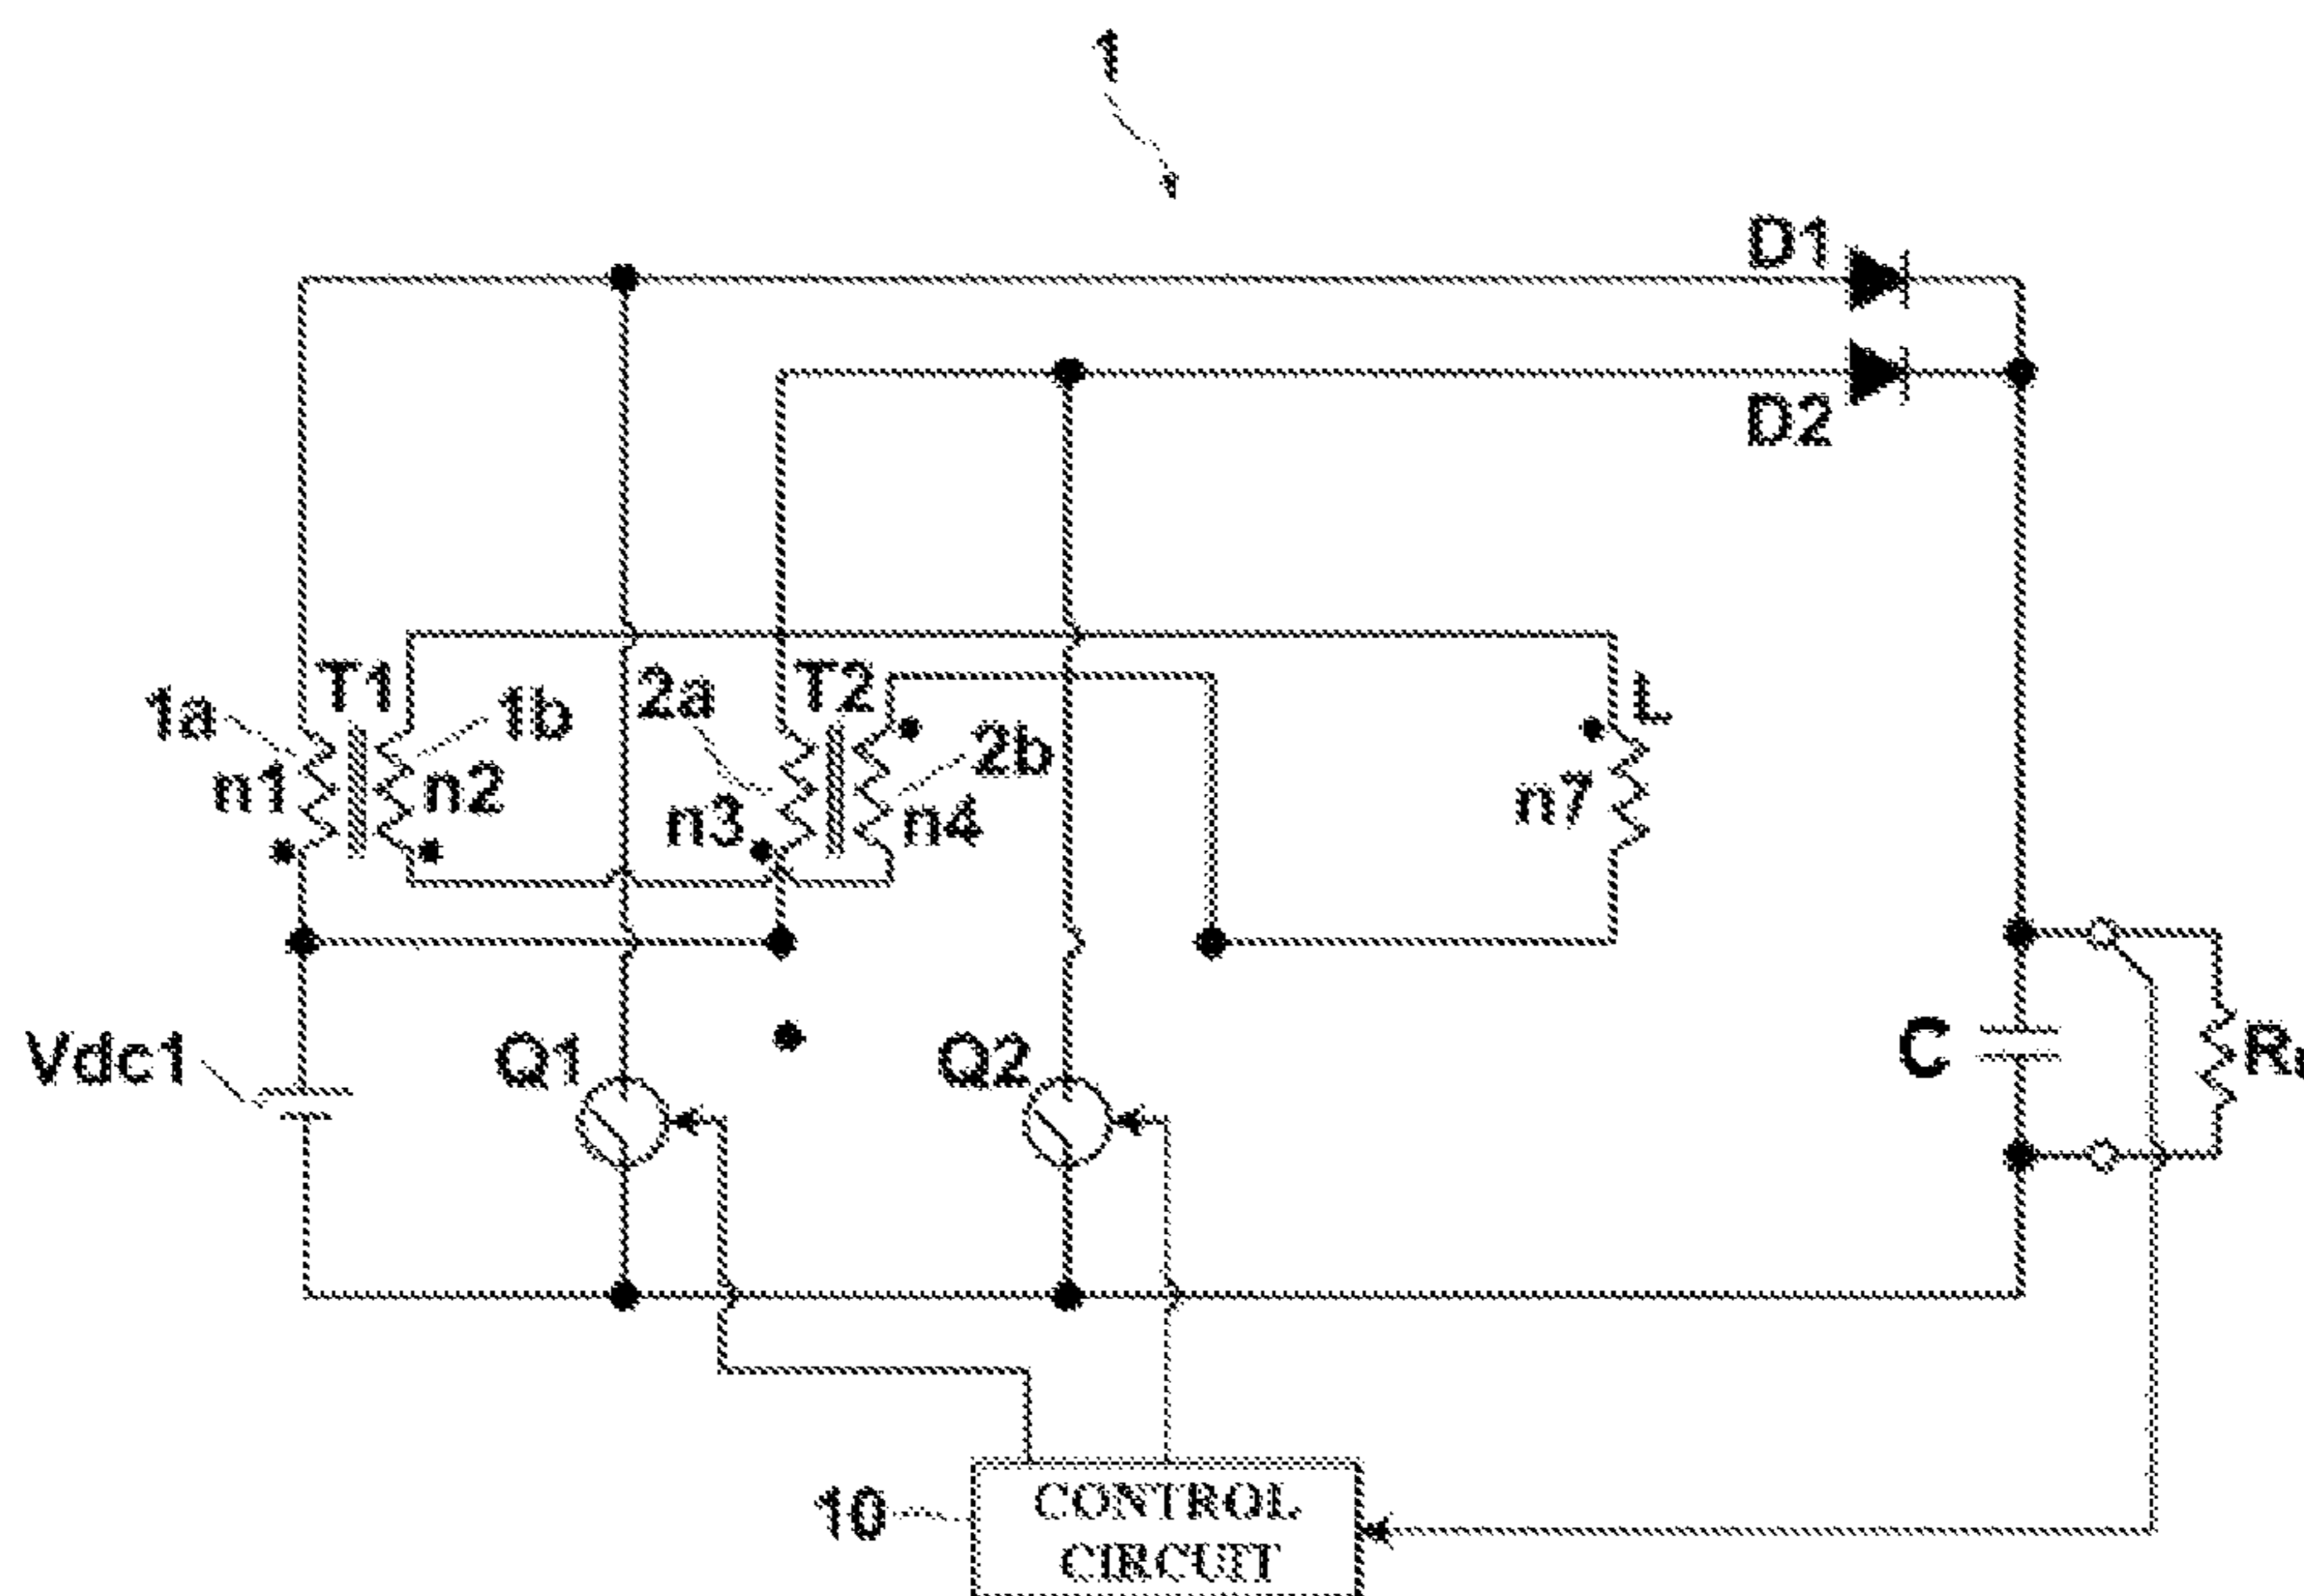 1
D1
D2
T1
1a
1b
n1
n2
2a
T2
2b
n3
n4
L
n7
Vdc1
Q1
Q2
C
10
CONTROL
CIRCUIT